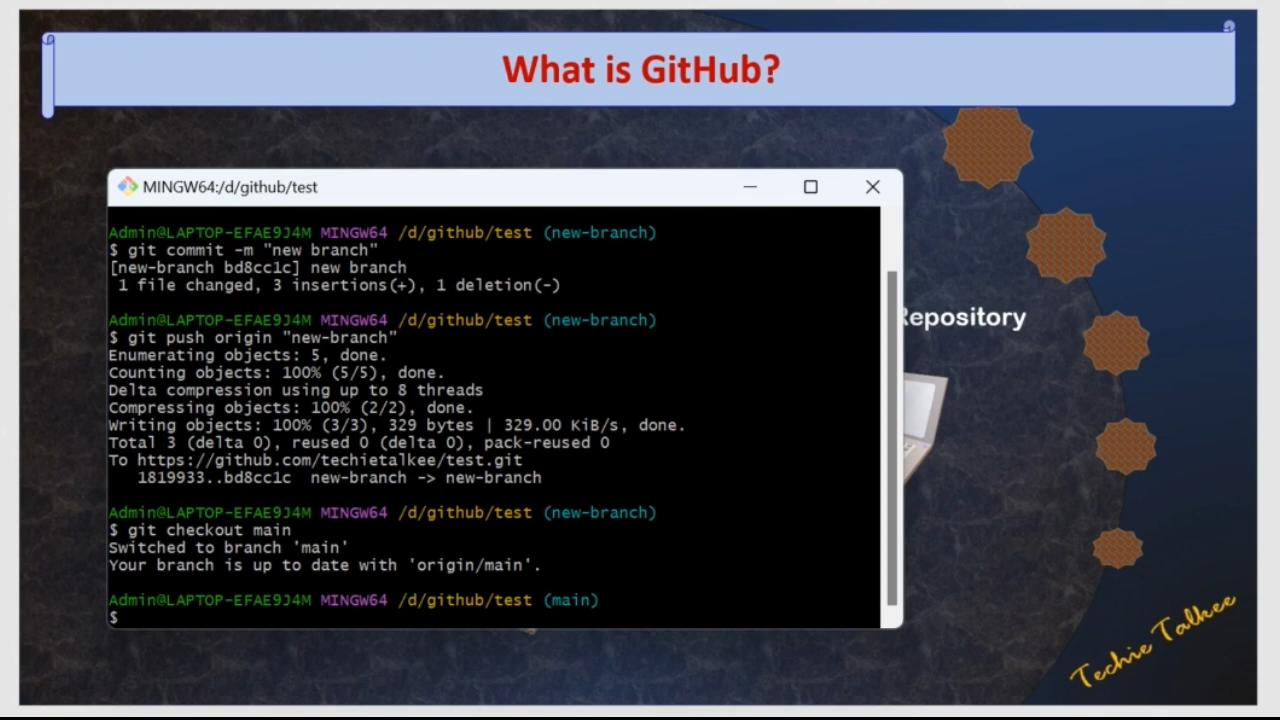 What is GitHub?
MINGW64:/d/github/test
Admin@LAPTOP-EFAE9J4M MINGW64 /d/github/test (new-branch)
$ git commit -m "new branch"
[new-branch bd8cc1c] new branch
 1 file changed, 3 insertions(+), 1 deletion(-)
Admin@LAPTOP-EFAE9J4M MINGW64 /d/github/test (new-branch)
$ git push origin "new-branch"
Enumerating objects: 5, done.
Counting objects: 100% (5/5), done.
Delta compression using up to 8 threads
Compressing objects: 100% (2/2), done.
Writing objects: 100% (3/3), 329 bytes | 329.00 KiB/s, done.
Total 3 (delta 0), reused 0 (delta 0), pack-reused 0
To https://github.com/techietalkee/test.git
   1819933..bd8cc1c  new-branch -> new-branch
Admin@LAPTOP-EFAE9J4M MINGW64 /d/github/test (new-branch)
$ git checkout main
Switched to branch 'main'
Your branch is up to date with 'origin/main'.
Admin@LAPTOP-EFAE9J4M MINGW64 /d/github/test (main)
$
Repository
Techie Talkee